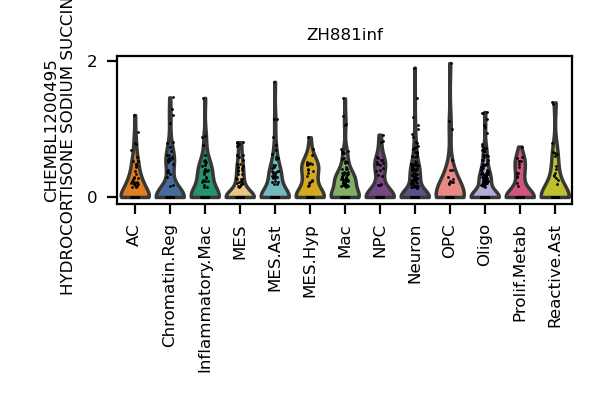 ZH881inf
CHEMBL1200495
HYDROCORTISONE SODIUM SUCCIN
2
0
AC
Chromatin.Reg
Inflammatory.Mac
MES
MES.Ast
MES.Hyp
Mac
NPC
Neuron
OPC
Oligo
Prolif.Metab
Reactive.Ast